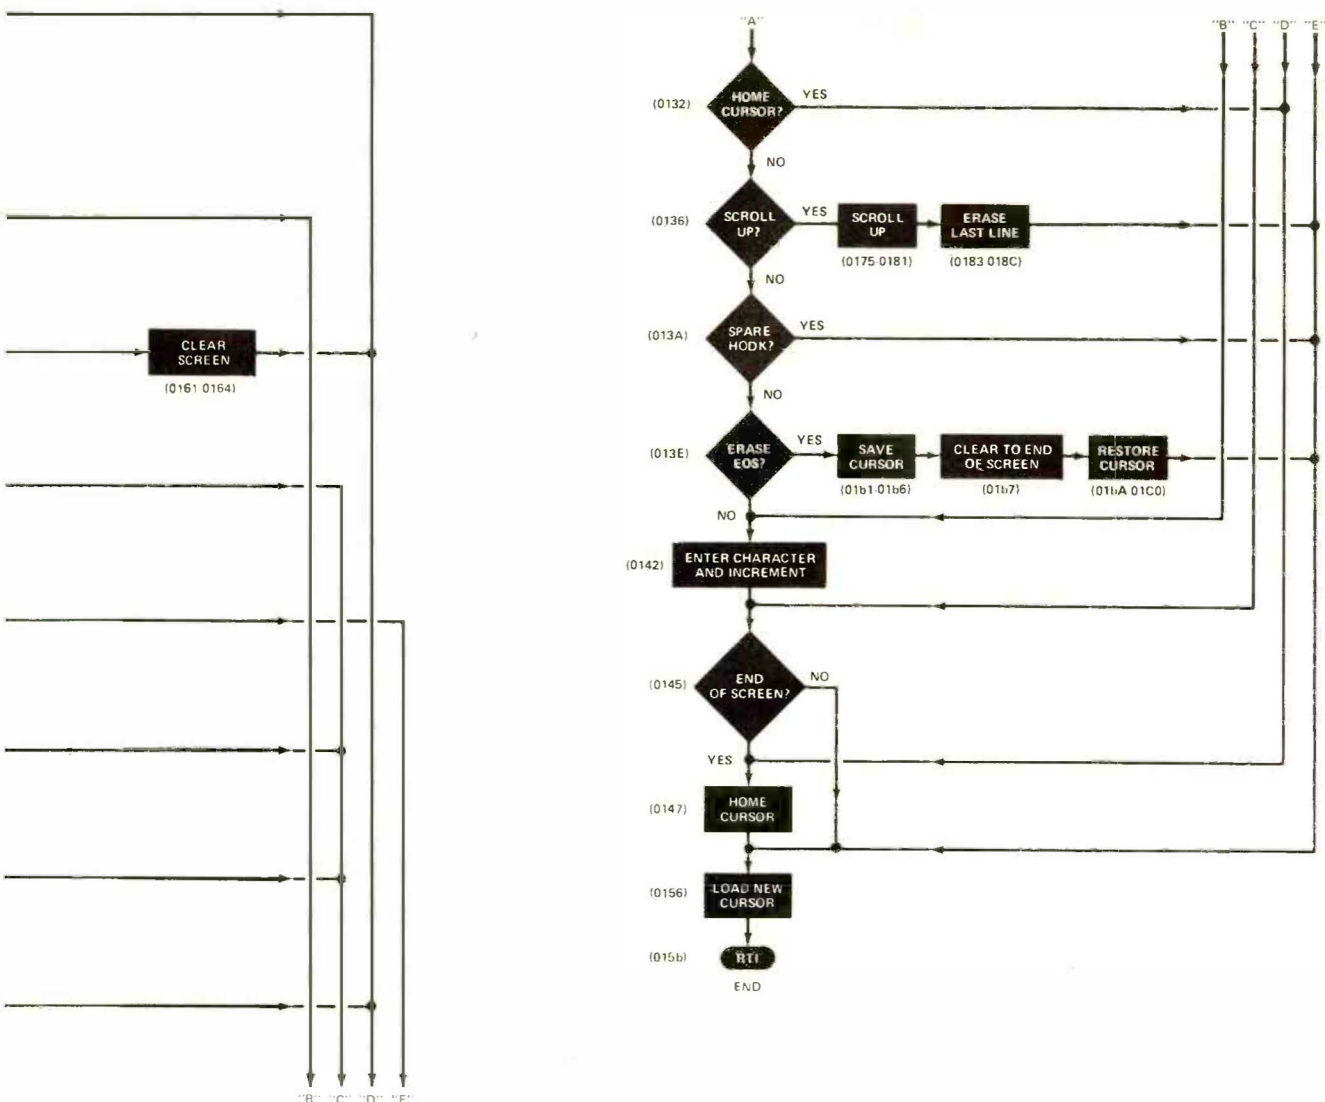 CLEAR
SCREEN
(0161 0164)
"B" "C" "D" "E"
"A"
"B" "C" "D" "E"
(0132)
HOME
CURSOR?
YES
NO
(0136)
SCROLL
UP?
YES
SCROLL
UP
(0175-0181)
ERASE
LAST LINE
(0183 018C)
NO
(013A)
SPARE
HOOK?
YES
NO
(013E)
ERASE
EOS?
YES
SAVE
CURSOR
(01b1-01b6)
CLEAR TO END
OF SCREEN
(01b7)
RESTORE
CURSOR
(01bA 01C0)
NO
(0142)
ENTER CHARACTER
AND INCREMENT
(0145)
END
OF SCREEN?
NO
YES
(0147)
HOME
CURSOR
(0156)
LOAD NEW
CURSOR
(015b)
RTI
END